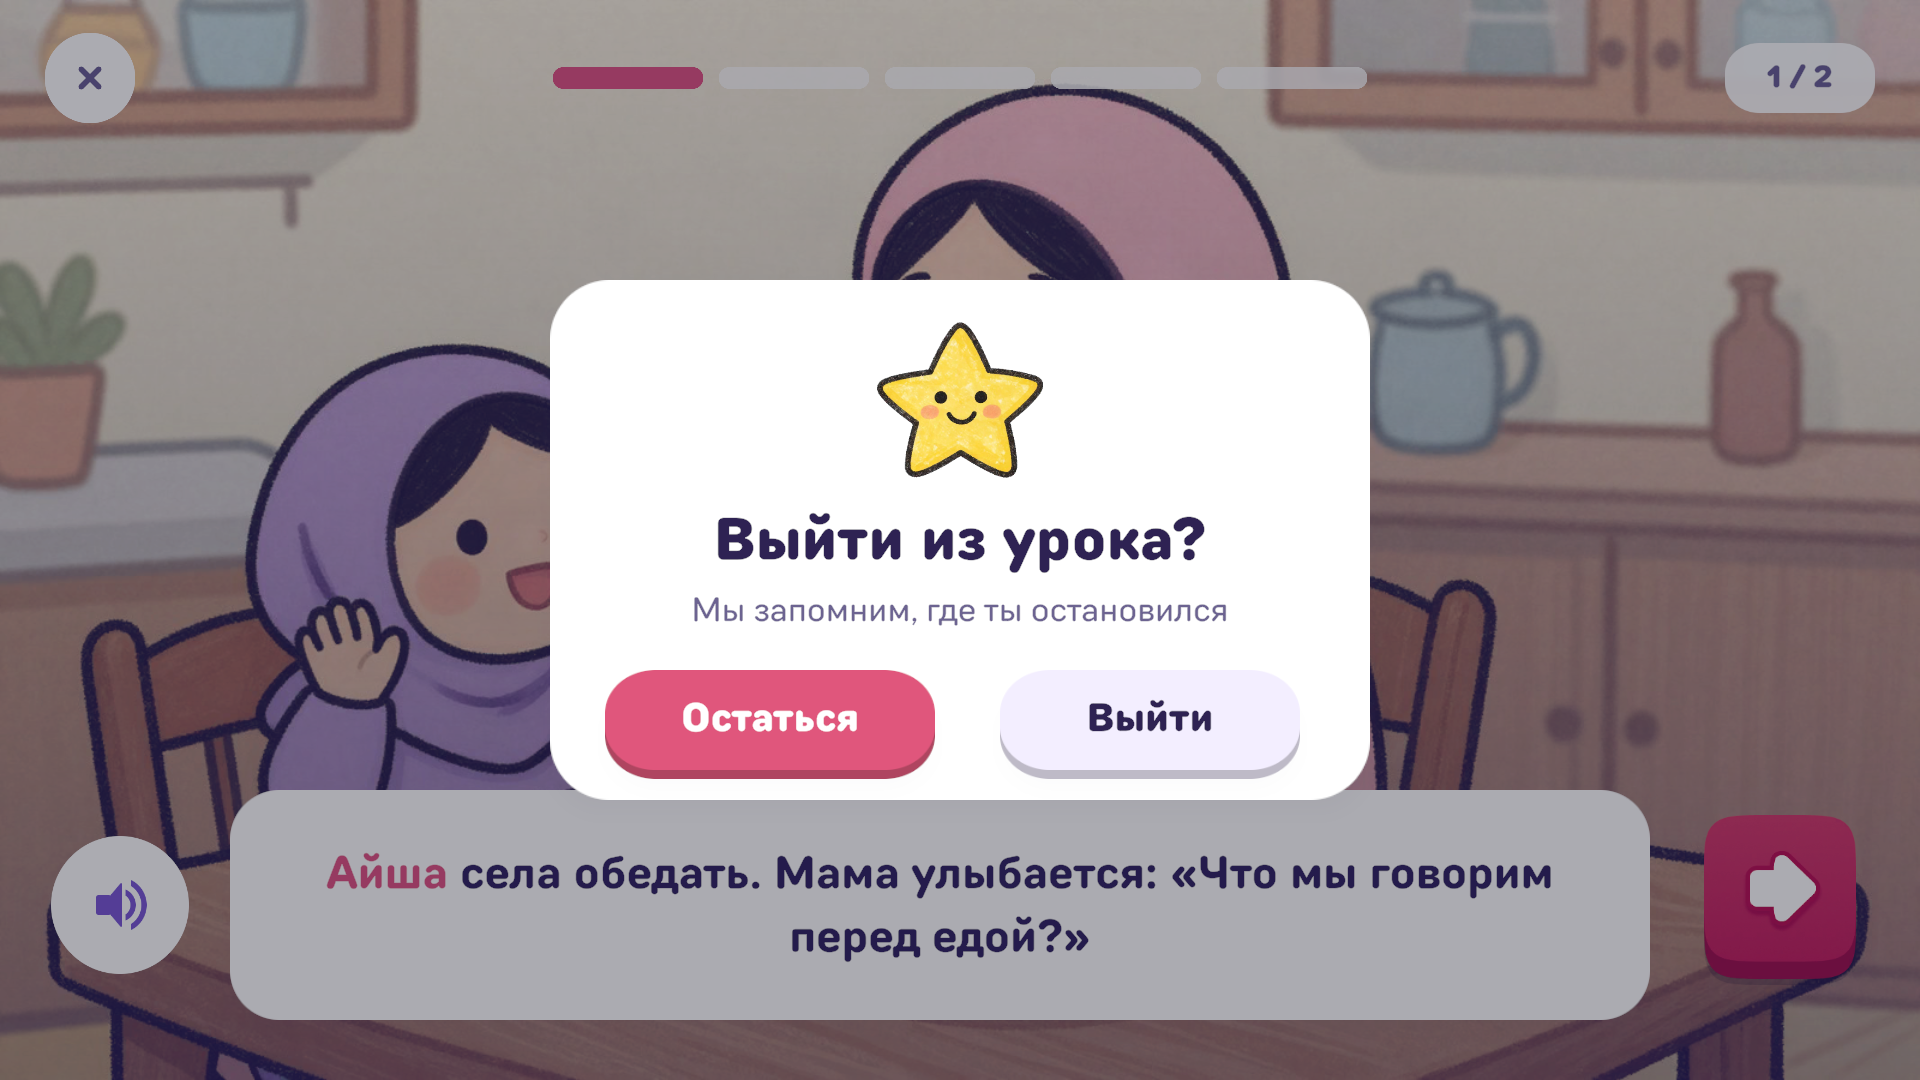 1 / 2
Выйти из урока?
Мы запомним, где ты остановился
Остаться
Выйти
Айша села обедать. Мама улыбается: «Что мы говорим
перед едой?»